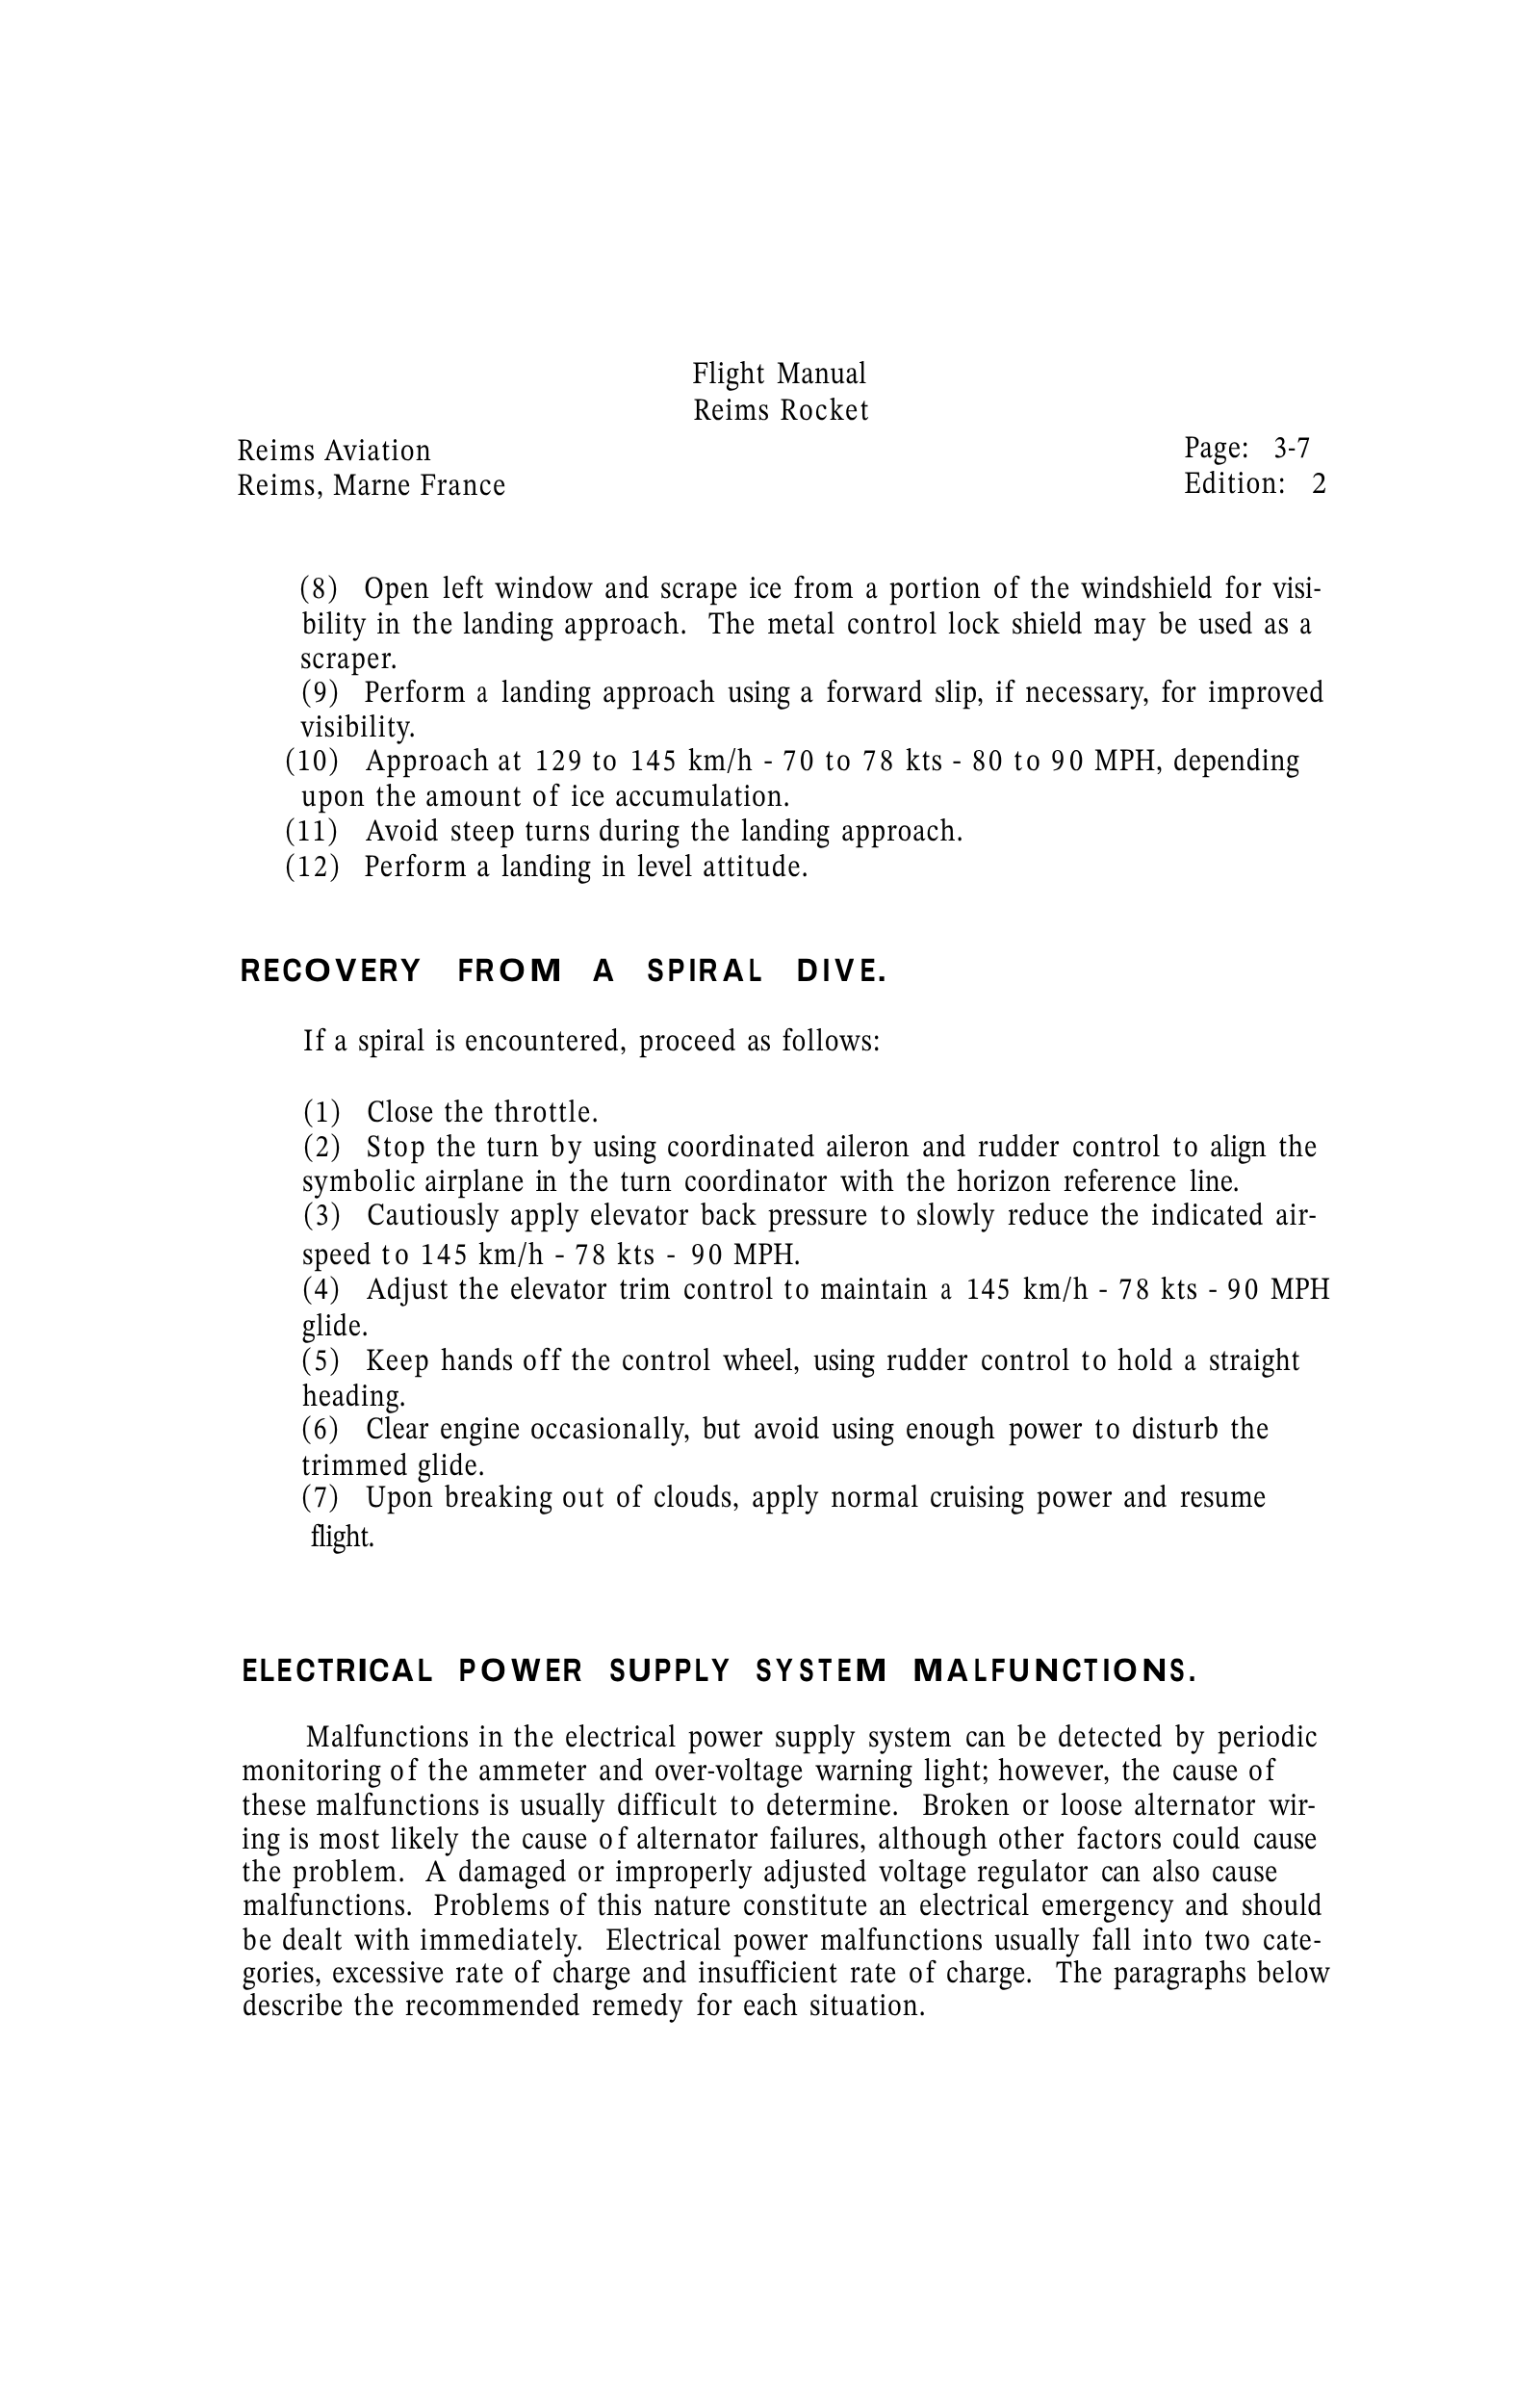 Flight Manual
Reims Rocket
Reims Aviation
Reims, Marne France
Page: 3-7
Edition: 2
(8) Open left window and scrape ice from a portion of the windshield for visi-
bility in the landing approach. The metal control lock shield may be used as a
scraper.
(9) Perform a landing approach using a forward slip, if necessary, for improved
visibility.
(10) Approach at 129 to 145 km/h - 70 to 78 kts - 80 to 90 MPH, depending
upon the amount of ice accumulation.
(11) Avoid steep turns during the landing approach.
(12) Perform a landing in level attitude.
RECOVERY FROM A SPIRAL DIVE.
If a spiral is encountered, proceed as follows:
(1) Close the throttle.
(2) Stop the turn by using coordinated aileron and rudder control to align the
symbolic airplane in the turn coordinator with the horizon reference line.
(3) Cautiously apply elevator back pressure to slowly reduce the indicated air-
speed to 145 km/h - 78 kts - 90 MPH.
(4) Adjust the elevator trim control to maintain a 145 km/h - 78 kts - 90 MPH
glide.
(5) Keep hands off the control wheel, using rudder control to hold a straight
heading.
(6) Clear engine occasionally, but avoid using enough power to disturb the
trimmed glide.
(7) Upon breaking out of clouds, apply normal cruising power and resume
flight.
ELECTRICAL POWER SUPPLY SYSTEM MALFUNCTIONS.
Malfunctions in the electrical power supply system can be detected by periodic
monitoring of the ammeter and over-voltage warning light; however, the cause of
these malfunctions is usually difficult to determine. Broken or loose alternator wir-
ing is most likely the cause of alternator failures, although other factors could cause
the problem. A damaged or improperly adjusted voltage regulator can also cause
malfunctions. Problems of this nature constitute an electrical emergency and should
be dealt with immediately. Electrical power malfunctions usually fall into two cate-
gories, excessive rate of charge and insufficient rate of charge. The paragraphs below
describe the recommended remedy for each situation.